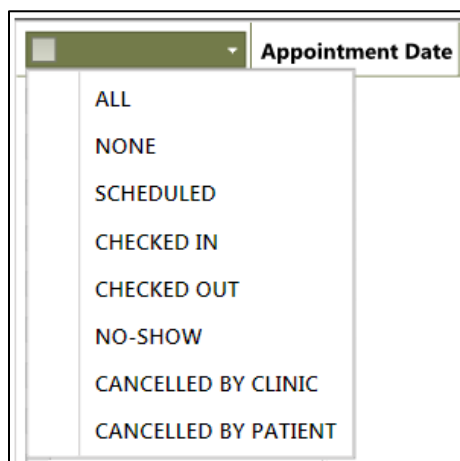 Appointment Date
ALL
NONE
SCHEDULED
CHECKED IN
CHECKED OUT
NO-SHOW
CANCELLED BY CLINIC
CANCELLED BY PATIENT